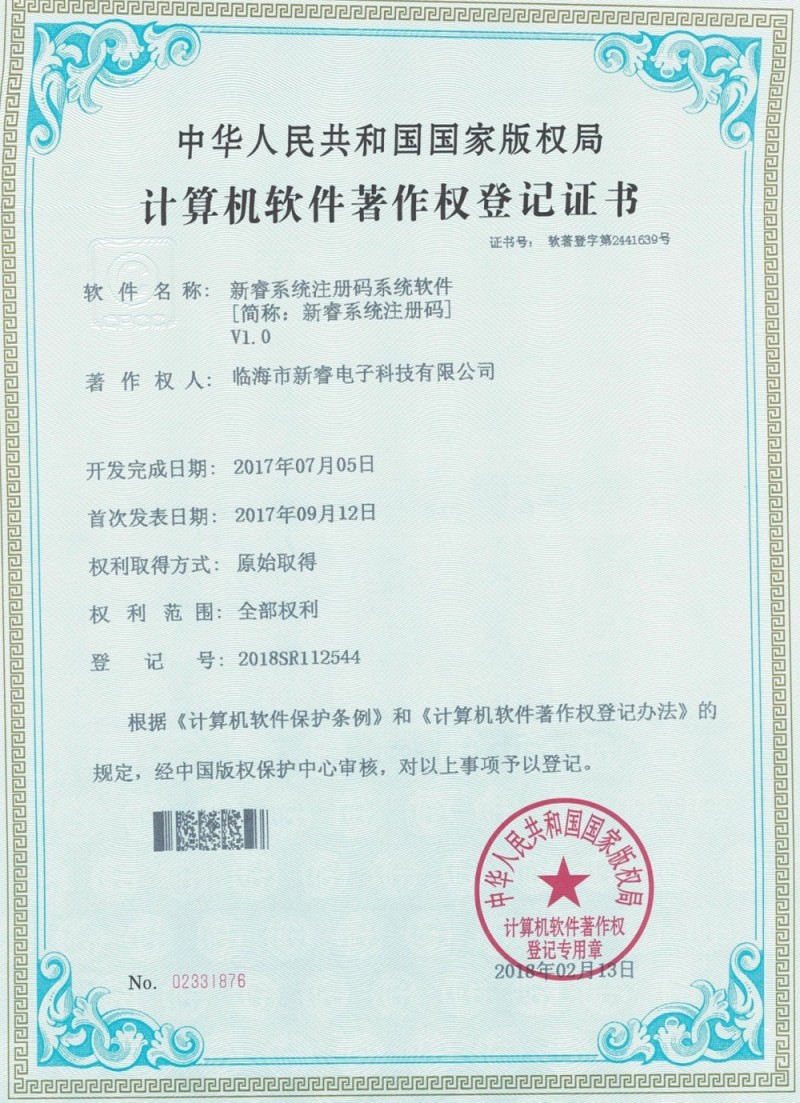 中华人民共和国国家版权局
计算机软件著作权登记证书
证书号： 软著登字第2441639号
软件名称： 新睿系统注册码系统软件
[简称：新睿系统注册码]
V1.0
著作权人： 临海市新睿电子科技有限公司
开发完成日期： 2017年07月05日
首次发表日期： 2017年09月12日
权利取得方式： 原始取得
权利范围： 全部权利
登记号： 2018SR112544
根据《计算机软件保护条例》和《计算机软件著作权登记办法》的
规定，经中国版权保护中心审核，对以上事项予以登记。
中华人民共和国国家版权局
计算机软件著作权
登记专用章
2018年02月13日
No. 02331876